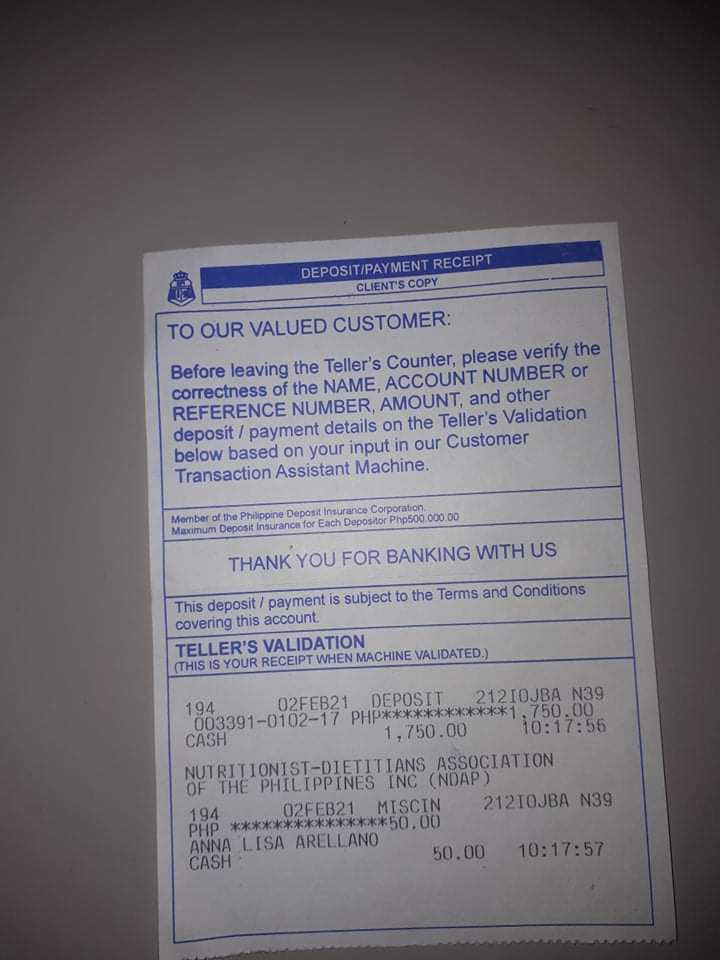 DEPOSIT/PAYMENT RECEIPT
CLIENT'S COPY
TO OUR VALUED CUSTOMER:
Before leaving the Teller's Counter, please verify the
correctness of the NAME, ACCOUNT NUMBER or
REFERENCE NUMBER, AMOUNT, and other
deposit / payment details on the Teller's Validation
below based on your input in our Customer
Transaction Assistant Machine.
Member of the Philippine Deposit Insurance Corporation.
Maximum Deposit Insurance for Each Depositor Php500.000.00
THANK YOU FOR BANKING WITH US
This deposit / payment is subject to the Terms and Conditions
covering this account.
TELLER'S VALIDATION
(THIS IS YOUR RECEIPT WHEN MACHINE VALIDATED.)
194 02FEB21 DEPOSIT 212IOJBA N39
003391-0102-17 PHP************1,750.00
CASH 1,750.00 10:17:56
NUTRITIONIST-DIETITIANS ASSOCIATION
OF THE PHILIPPINES INC (NDAP)
194 02FEB21 MISCIN 212IOJBA N39
PHP ***************50.00
ANNA LISA ARELLANO
CASH 50.00 10:17:57